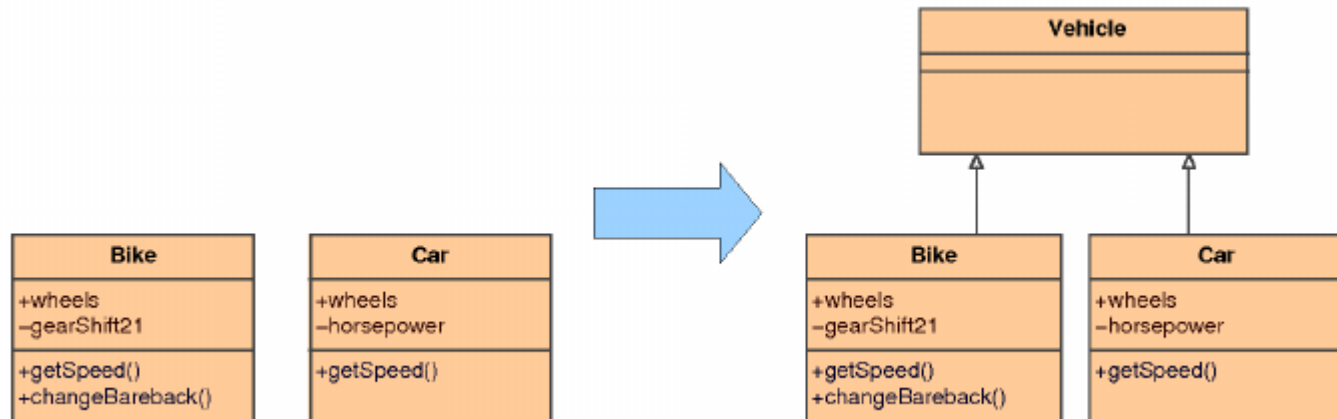 Vehicle
Bike
+wheels
–gearShift21
+getSpeed()
+changeBareback()
Car
+wheels
–horsepower
+getSpeed()
Bike
+wheels
–gearShift21
+getSpeed()
+changeBareback()
Car
+wheels
–horsepower
+getSpeed()